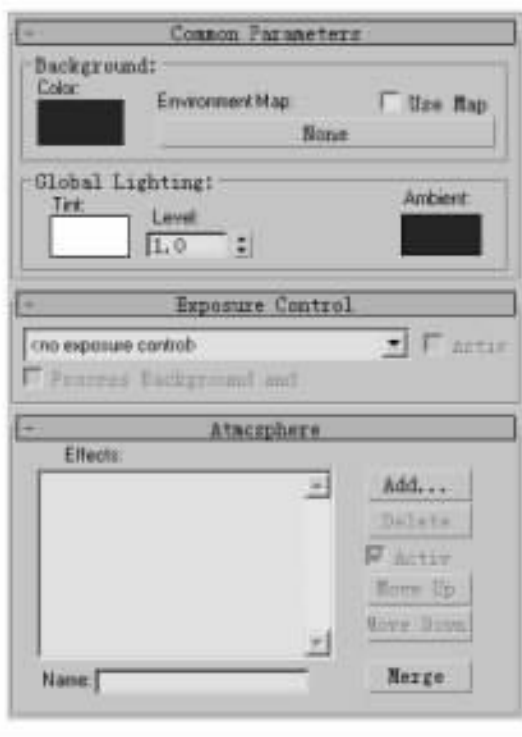 - Common Parameters
Background:
Color:
Environment Map:
Use Map
None
Global Lighting:
Tint:
Level:
1.0
Ambient:
- Exposure Control
<no exposure control>
Activ
Process Background and
- Atmosphere
Effects:
Add...
Delete
Activ
Move Up
Move Down
Name:
Merge